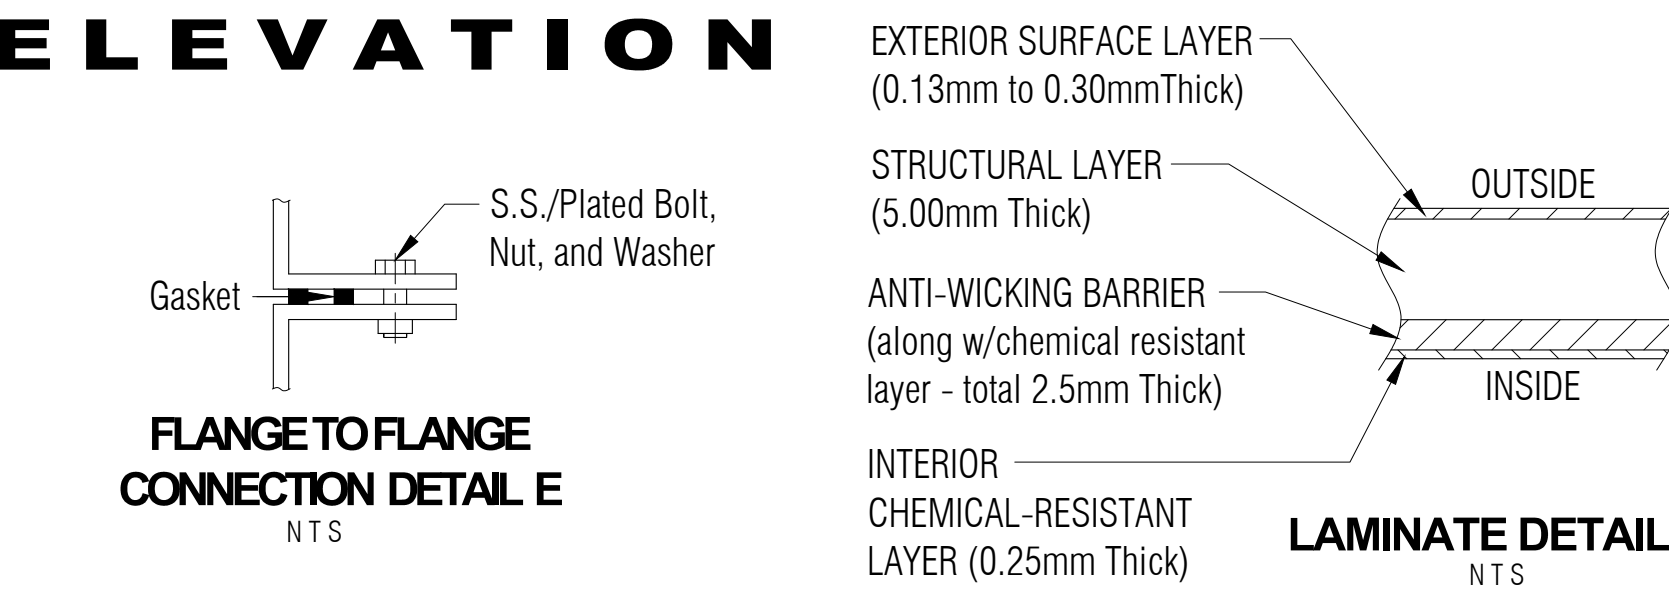 ELEVATION
S.S./Plated Bolt,
Nut, and Washer
Gasket
FLANGE TO FLANGE
CONNECTION DETAIL E
NTS
EXTERIOR SURFACE LAYER
(0.13mm to 0.30mmThick)
STRUCTURAL LAYER
(5.00mm Thick)
ANTI-WICKING BARRIER
(along w/chemical resistant
layer - total 2.5mm Thick)
INTERIOR
CHEMICAL-RESISTANT
LAYER (0.25mm Thick)
OUTSIDE
INSIDE
LAMINATE DETAIL
NTS